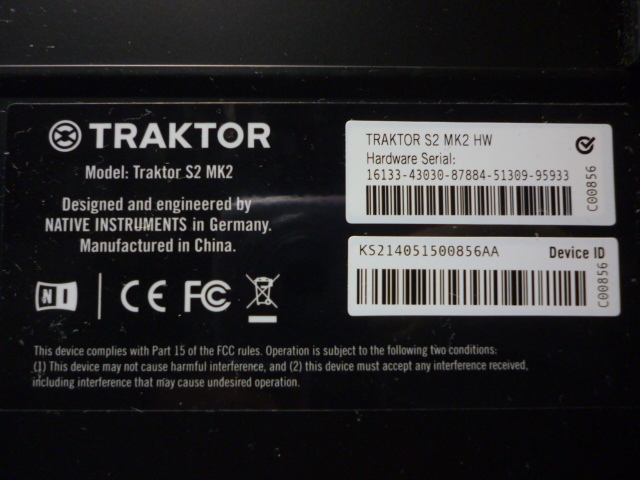 TRAKTOR
Model: Traktor S2 MK2
Designed and engineered by
NATIVE INSTRUMENTS in Germany.
Manufactured in China.
NI
CE FC
This device complies with Part 15 of the FCC rules. Operation is subject to the following two conditions:
(1) This device may not cause harmful interference, and (2) this device must accept any interference received,
including interference that may cause undesired operation.
TRAKTOR S2 MK2 HW
Hardware Serial:
16133-43030-87884-51309-95933
C00856
KS214051500856AA Device ID
C00856